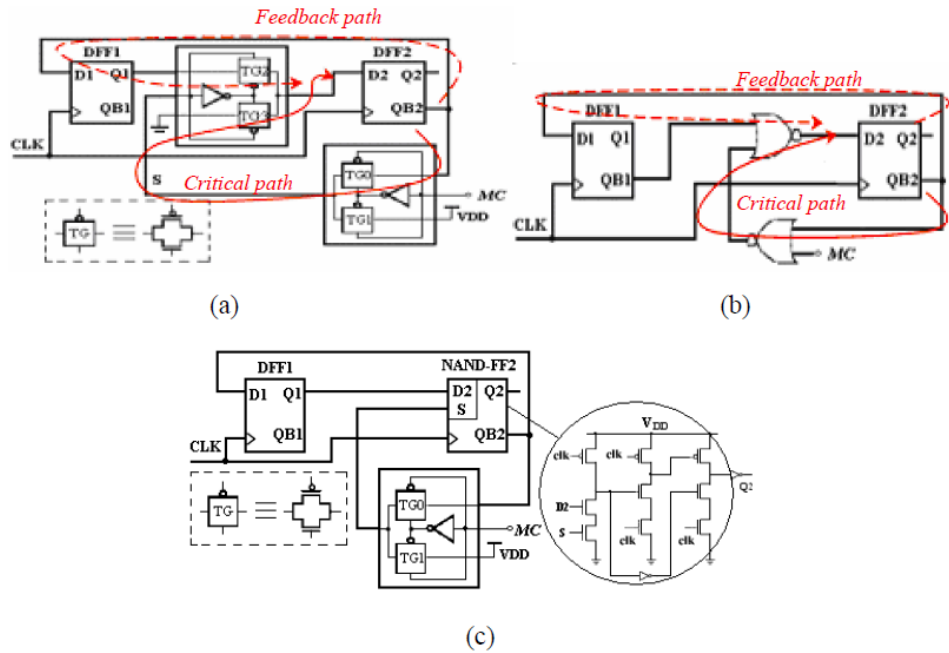 Feedback path
DFF1
DFF2
D1 Q1
TG2
D2 Q2
QB1
TG3
QB2
CLK
S
Critical path
TG0
MC
TG1
VDD
TG
(a)
Feedback path
DFF1
DFF2
D1 Q1
D2 Q2
QB1
QB2
Critical path
CLK
MC
(b)
DFF1
NAND-FF2
D1 Q1
D2 Q2
S
QB1
QB2
CLK
TG
TG0
MC
TG1
VDD
VDD
clk
clk
D2
S
clk
clk
Q2
(c)